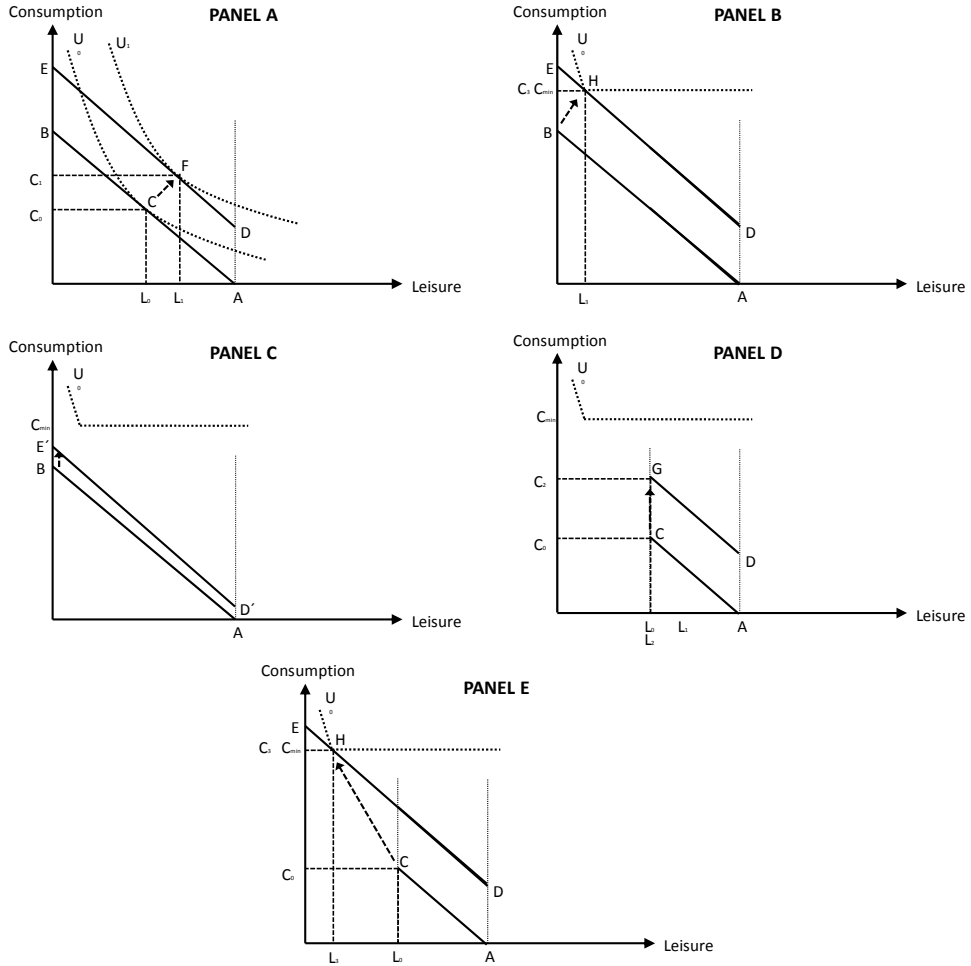 Consumption
PANEL A
U₀
U₁
E
B
F
C₁
C
C₀
D
Leisure
L₀ L₁ A
Consumption
PANEL B
U₀
E
H
C₃ Cmin
B
D
Leisure
L₃ A
Consumption
PANEL C
U₀
Cmin
E´
B
D´
Leisure
A
Consumption
PANEL D
U₀
Cmin
G
C₂
C₀
C
D
Leisure
L₀ L₁ A
L₂
Consumption
PANEL E
U₀
E
H
C₃ Cmin
C
C₀
D
Leisure
L₃ L₀ A